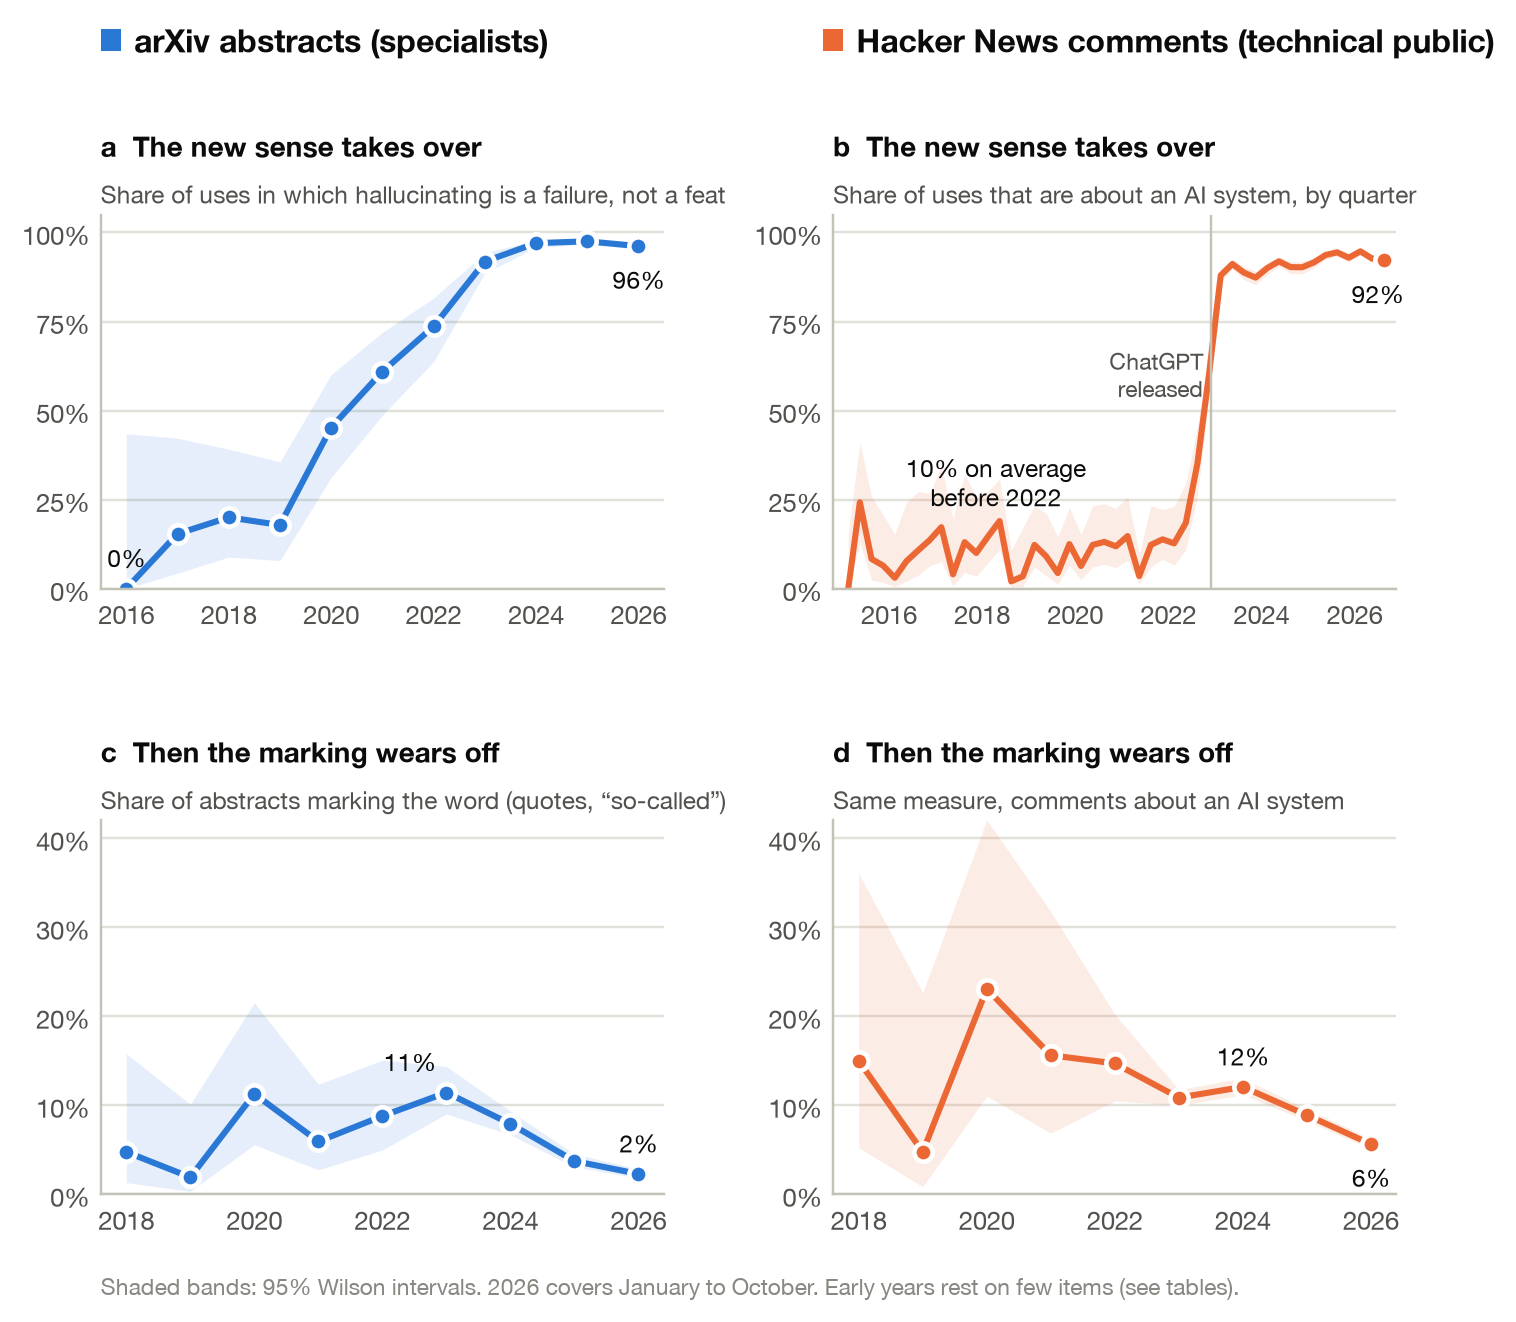 arXiv abstracts (specialists)
Hacker News comments (technical public)
a The new sense takes over
Share of uses in which hallucinating is a failure, not a feat
100%
75%
50%
25%
0%
0%
96%
2016 2018 2020 2022 2024 2026
b The new sense takes over
Share of uses that are about an AI system, by quarter
100%
75%
50%
25%
0%
ChatGPT
released
10% on average
before 2022
92%
2016 2018 2020 2022 2024 2026
c Then the marking wears off
Share of abstracts marking the word (quotes, “so-called”)
40%
30%
20%
10%
0%
11%
2%
2018 2020 2022 2024 2026
d Then the marking wears off
Same measure, comments about an AI system
40%
30%
20%
10%
0%
12%
6%
2018 2020 2022 2024 2026
Shaded bands: 95% Wilson intervals. 2026 covers January to October. Early years rest on few items (see tables).